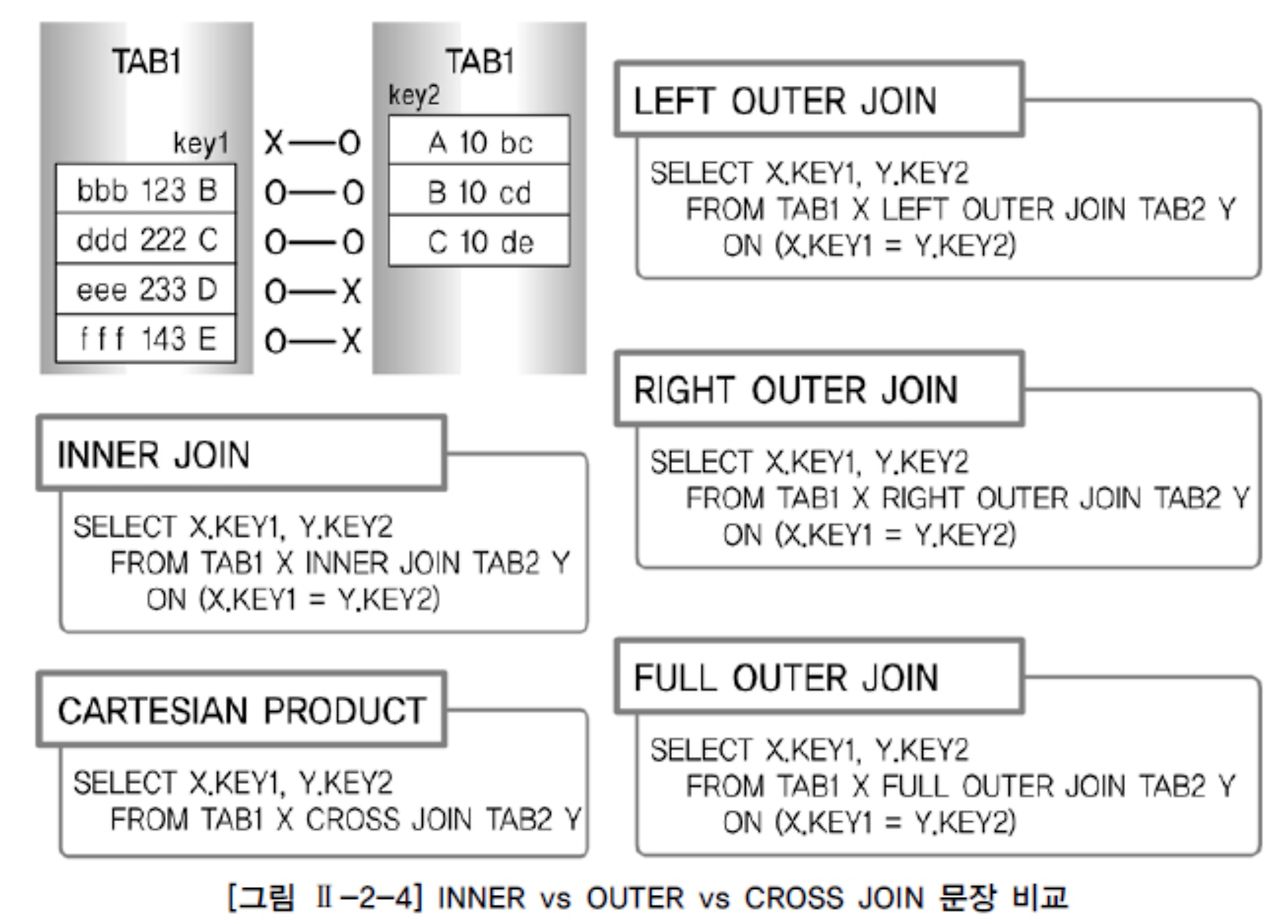 TAB1
key1
bbb 123 B
ddd 222 C
eee 233 D
fff 143 E
X—O
O—O
O—O
O—X
O—X
TAB1
key2
A 10 bc
B 10 cd
C 10 de
INNER JOIN
SELECT X.KEY1, Y.KEY2
FROM TAB1 X INNER JOIN TAB2 Y
ON (X.KEY1 = Y.KEY2)
CARTESIAN PRODUCT
SELECT X.KEY1, Y.KEY2
FROM TAB1 X CROSS JOIN TAB2 Y
LEFT OUTER JOIN
SELECT X.KEY1, Y.KEY2
FROM TAB1 X LEFT OUTER JOIN TAB2 Y
ON (X.KEY1 = Y.KEY2)
RIGHT OUTER JOIN
SELECT X.KEY1, Y.KEY2
FROM TAB1 X RIGHT OUTER JOIN TAB2 Y
ON (X.KEY1 = Y.KEY2)
FULL OUTER JOIN
SELECT X.KEY1, Y.KEY2
FROM TAB1 X FULL OUTER JOIN TAB2 Y
ON (X.KEY1 = Y.KEY2)
[그림 Ⅱ-2-4] INNER vs OUTER vs CROSS JOIN 문장 비교